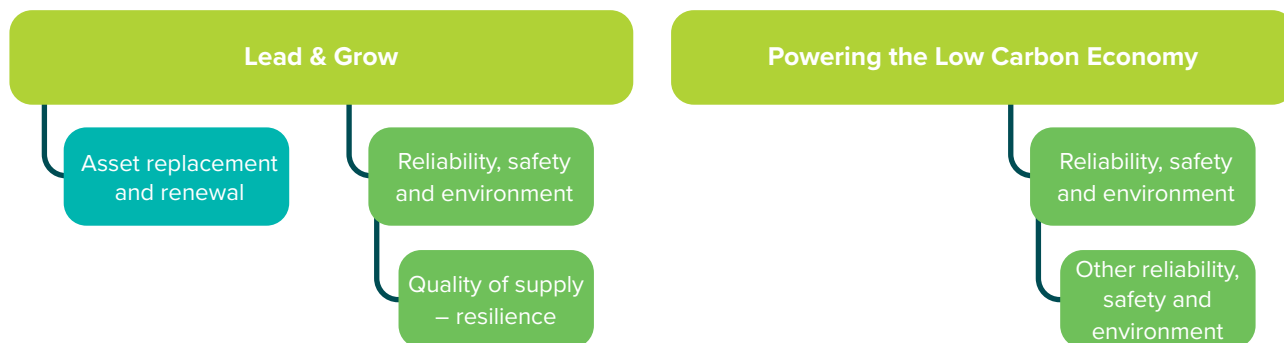 Lead & Grow
Powering the Low Carbon Economy
Asset replacement
and renewal
Reliability, safety
and environment
Reliability, safety
and environment
Quality of supply
– resilience
Other reliability,
safety and
environment